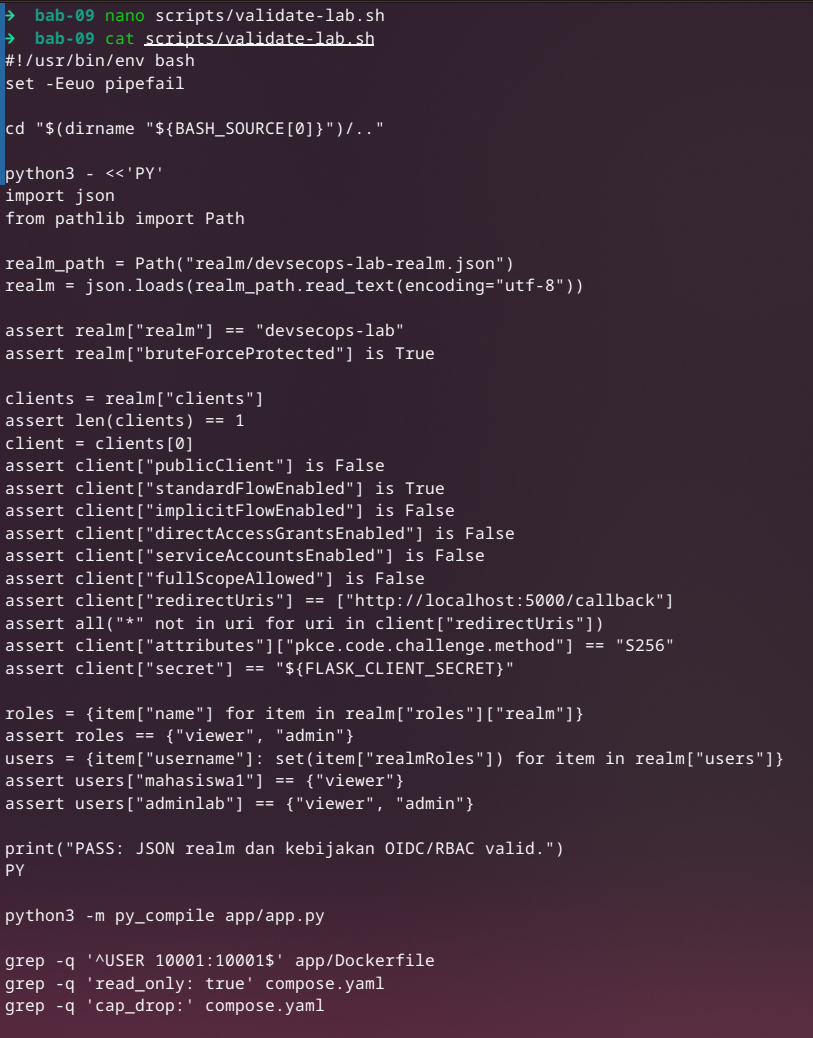 → bab-09 nano scripts/validate-lab.sh
→ bab-09 cat scripts/validate-lab.sh
#!/usr/bin/env bash
set -Eeuo pipefail

cd "$(dirname "${BASH_SOURCE[0]}")/.."

python3 - <<'PY'
import json
from pathlib import Path

realm_path = Path("realm/devsecops-lab-realm.json")
realm = json.loads(realm_path.read_text(encoding="utf-8"))

assert realm["realm"] == "devsecops-lab"
assert realm["bruteForceProtected"] is True

clients = realm["clients"]
assert len(clients) == 1
client = clients[0]
assert client["publicClient"] is False
assert client["standardFlowEnabled"] is True
assert client["implicitFlowEnabled"] is False
assert client["directAccessGrantsEnabled"] is False
assert client["serviceAccountsEnabled"] is False
assert client["fullScopeAllowed"] is False
assert client["redirectUris"] == ["http://localhost:5000/callback"]
assert all("*" not in uri for uri in client["redirectUris"])
assert client["attributes"]["pkce.code.challenge.method"] == "S256"
assert client["secret"] == "${FLASK_CLIENT_SECRET}"

roles = {item["name"] for item in realm["roles"]["realm"]}
assert roles == {"viewer", "admin"}
users = {item["username"]: set(item["realmRoles"]) for item in realm["users"]}
assert users["mahasiswa1"] == {"viewer"}
assert users["adminlab"] == {"viewer", "admin"}

print("PASS: JSON realm dan kebijakan OIDC/RBAC valid.")
PY

python3 -m py_compile app/app.py

grep -q '^USER 10001:10001$' app/Dockerfile
grep -q 'read_only: true' compose.yaml
grep -q 'cap_drop:' compose.yaml